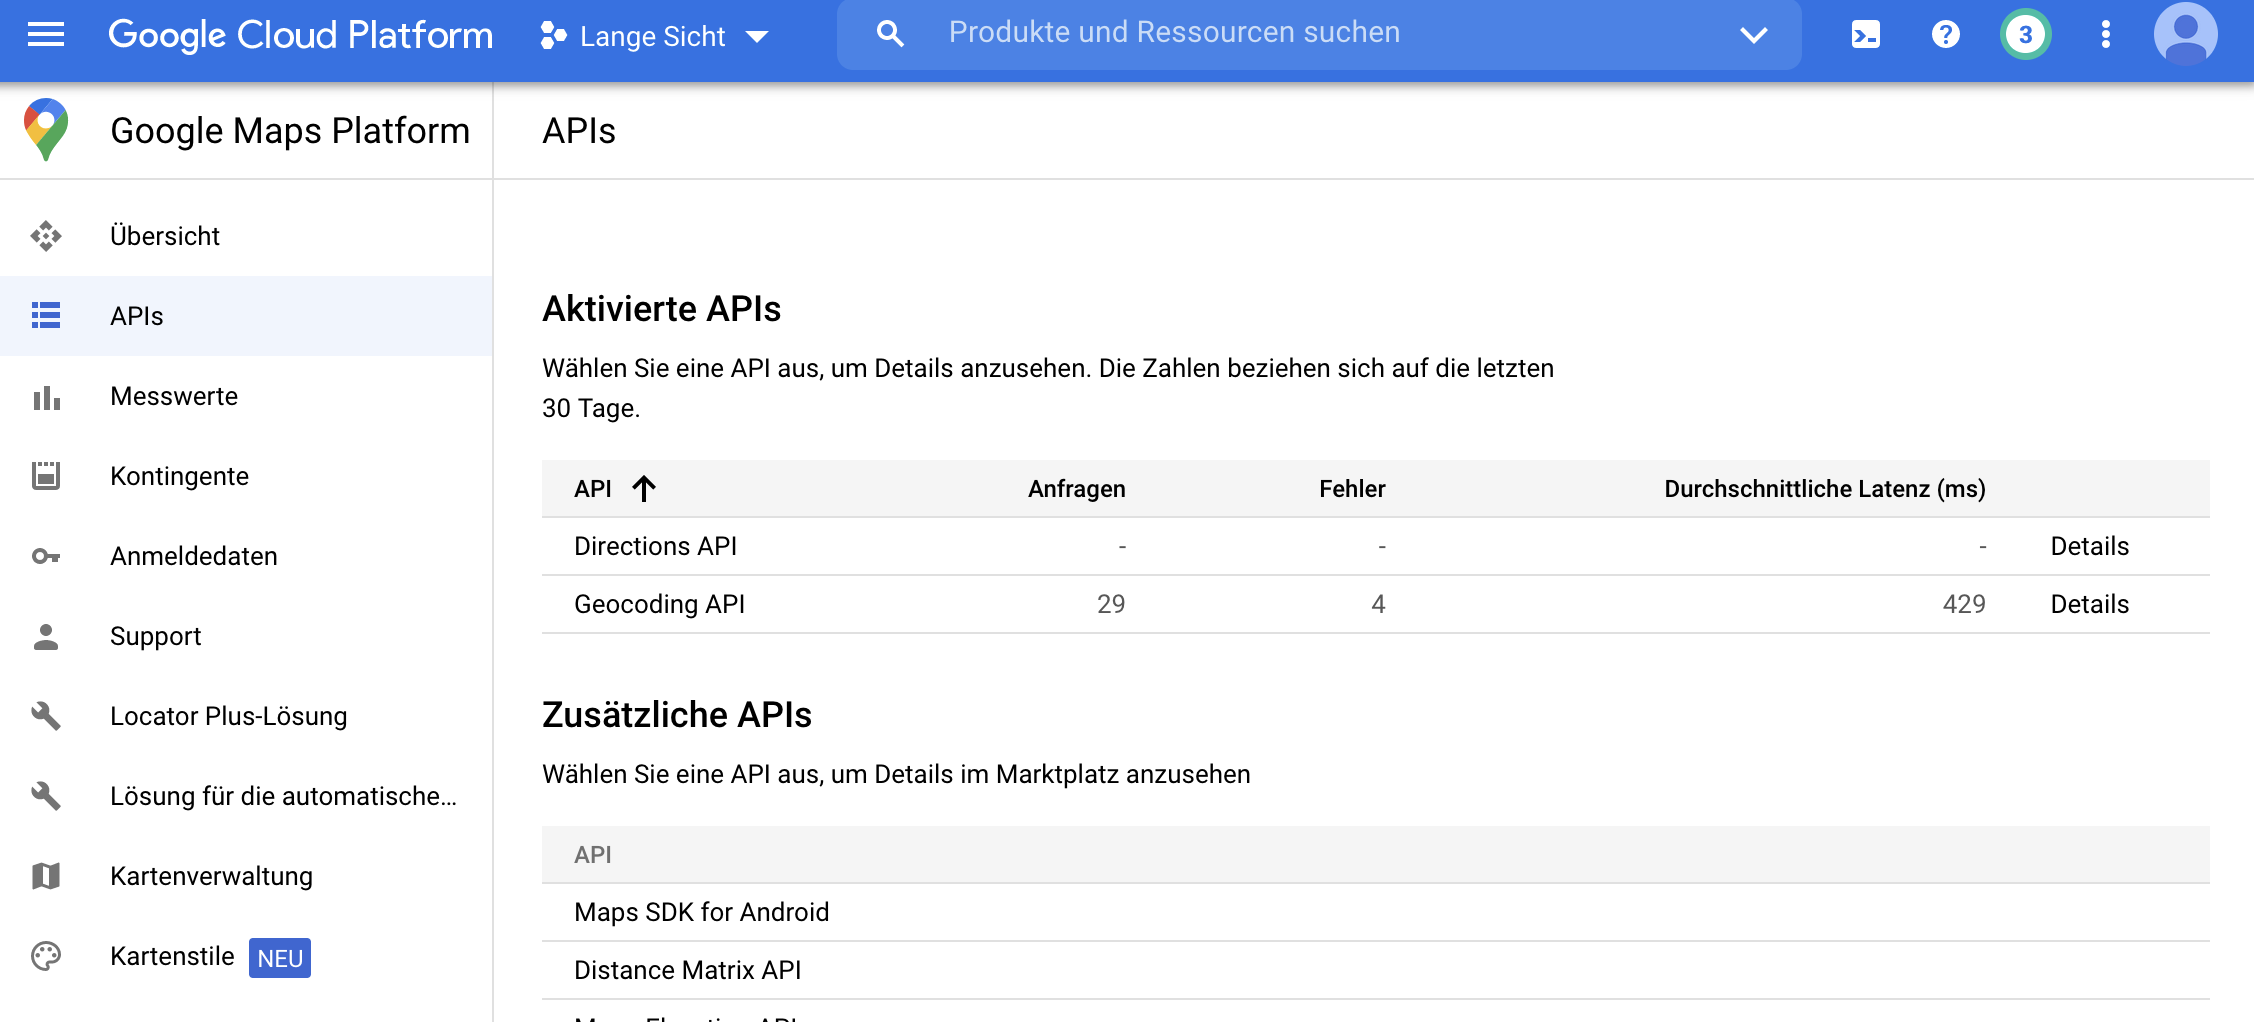 Google Cloud Platform
Lange Sicht
Produkte und Ressourcen suchen
?
3
Google Maps Platform
APIs
Übersicht
APIs
Messwerte
Kontingente
Anmeldedaten
Support
Locator Plus-Lösung
Lösung für die automatische...
Kartenverwaltung
Kartenstile NEU
Aktivierte APIs
Wählen Sie eine API aus, um Details anzusehen. Die Zahlen beziehen sich auf die letzten
30 Tage.
API Anfragen Fehler Durchschnittliche Latenz (ms)
Directions API - - - Details
Geocoding API 29 4 429 Details
Zusätzliche APIs
Wählen Sie eine API aus, um Details im Marktplatz anzusehen
API
Maps SDK for Android
Distance Matrix API